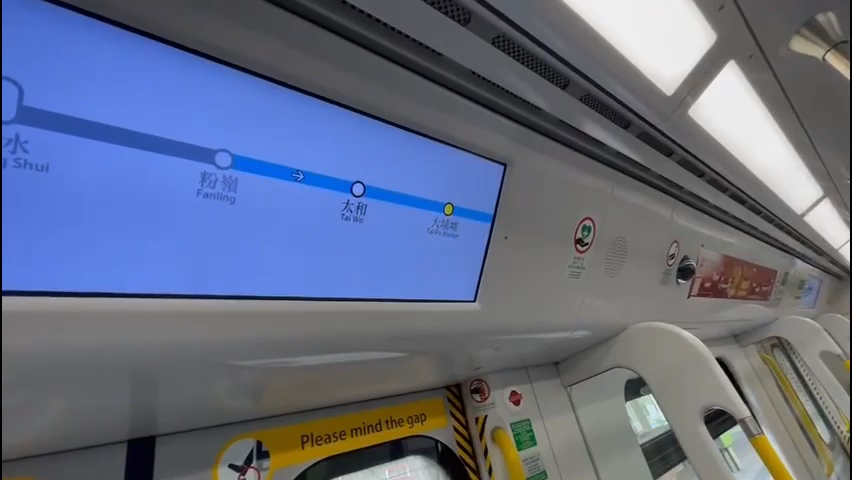 水
g Shui
粉嶺
Fanling
太和
Tai Wo
大埔墟
Tai Po Market
Please mind the gap